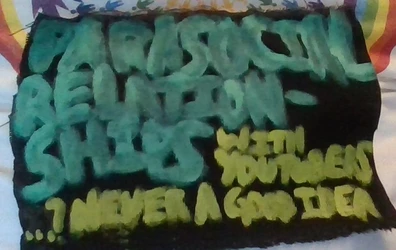 PARASOCIAL
RELATION-
SHIPS WITH
YOUTUBERS
...? NEVER A GOOD IDEA